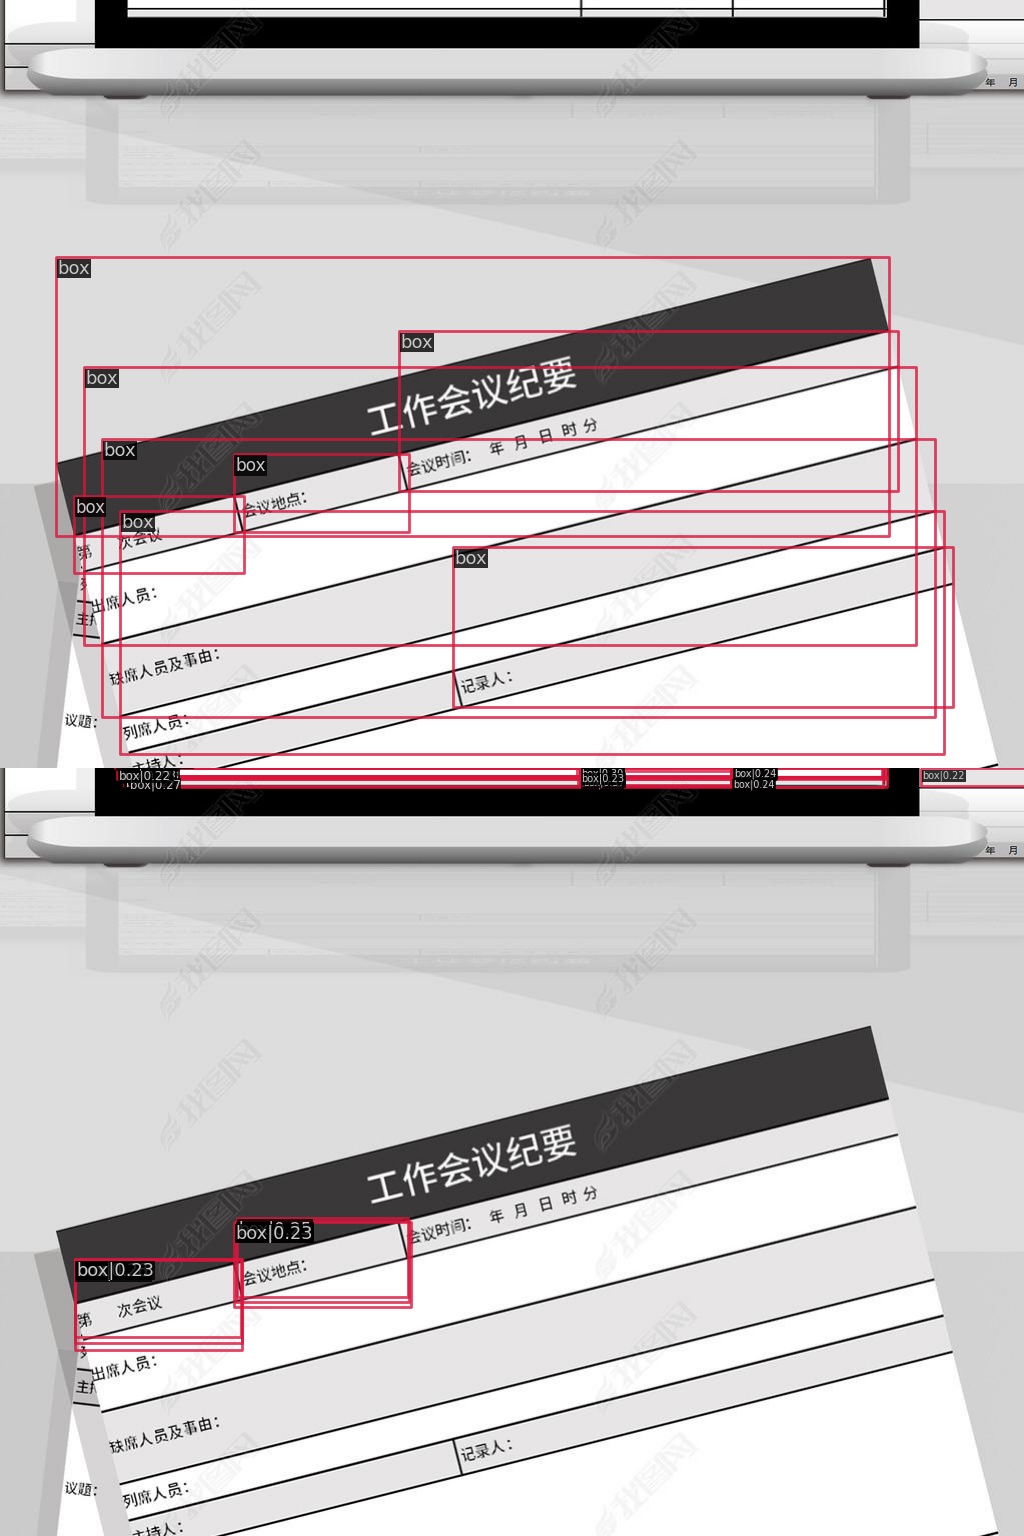 年 月
box
box
box
工作会议纪要
会议时间： 年 月 日 时 分
box
box
会议地点：
box
box
第 次会议
出席人员：
box
缺席人员及事由：
记录人：
议题：
列席人员：
主持人：
box|0.22
box|0.27
box|0.23
box|0.24
box|0.24
box|0.22
年 月
工作会议纪要
会议时间： 年 月 日 时 分
box|0.23
会议地点：
box|0.23
第 次会议
出席人员：
缺席人员及事由：
记录人：
议题：
列席人员：
主持人：
我图网